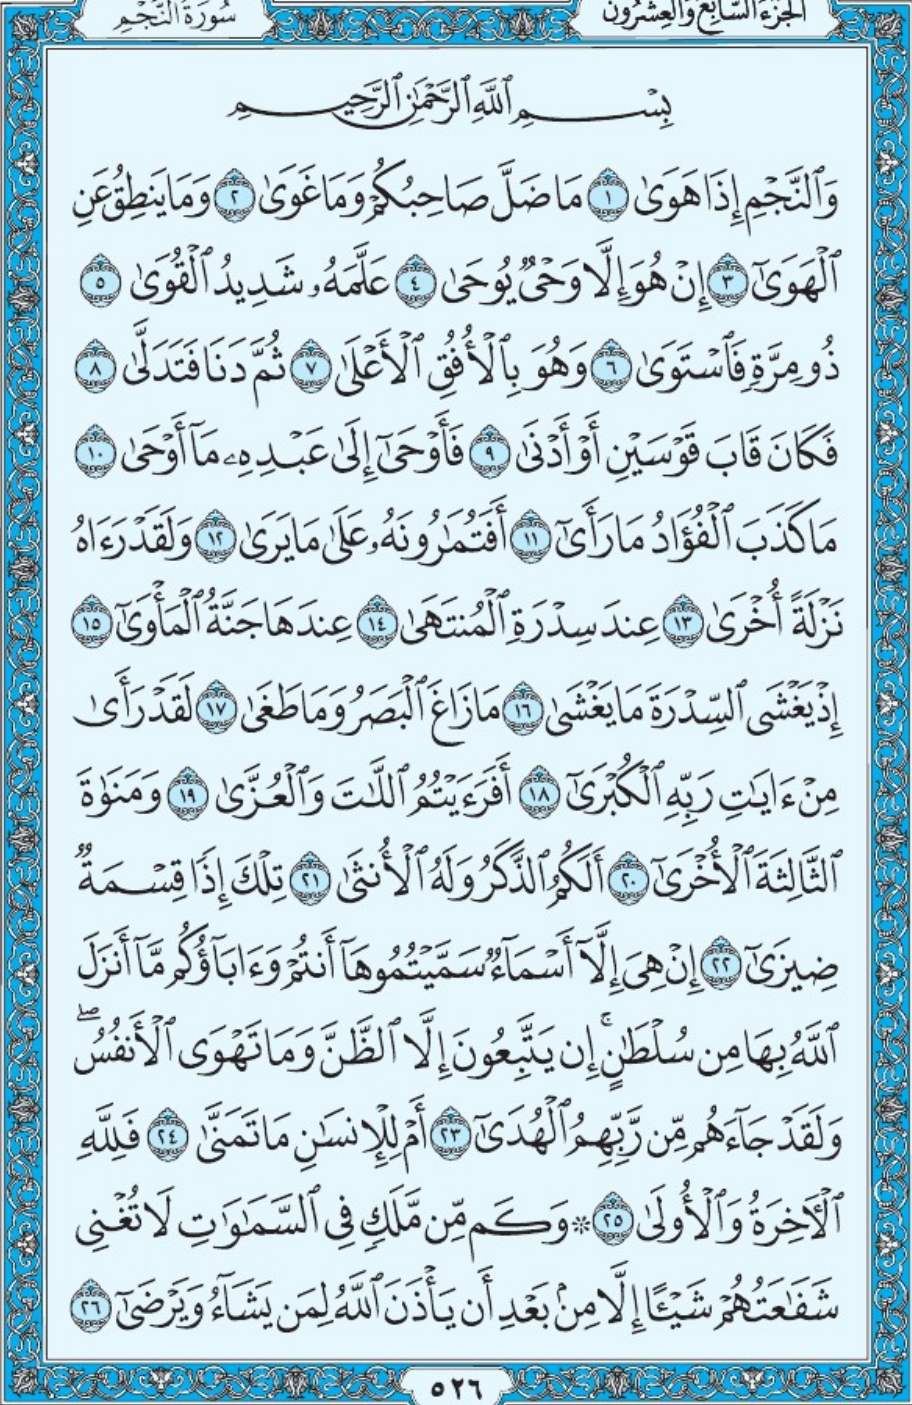 الجزء السابع والعشرون
سُورَةُ النَّجْمِ
بِسْمِ ٱللَّهِ ٱلرَّحْمَٰنِ ٱلرَّحِيمِ
وَٱلنَّجْمِ إِذَا هَوَىٰ ١ مَا ضَلَّ صَاحِبُكُمْ وَمَا غَوَىٰ ٢ وَمَا يَنطِقُ عَنِ
ٱلْهَوَىٰٓ ٣ إِنْ هُوَ إِلَّا وَحْىٌ يُوحَىٰ ٤ عَلَّمَهُۥ شَدِيدُ ٱلْقُوَىٰ ٥
ذُو مِرَّةٍ فَٱسْتَوَىٰ ٦ وَهُوَ بِٱلْأُفُقِ ٱلْأَعْلَىٰ ٧ ثُمَّ دَنَا فَتَدَلَّىٰ ٨
فَكَانَ قَابَ قَوْسَيْنِ أَوْ أَدْنَىٰ ٩ فَأَوْحَىٰٓ إِلَىٰ عَبْدِهِۦ مَآ أَوْحَىٰ ١٠
مَا كَذَبَ ٱلْفُؤَادُ مَا رَأَىٰٓ ١١ أَفَتُمَٰرُونَهُۥ عَلَىٰ مَا يَرَىٰ ١٢ وَلَقَدْ رَءَاهُ
نَزْلَةً أُخْرَىٰ ١٣ عِندَ سِدْرَةِ ٱلْمُنتَهَىٰ ١٤ عِندَهَا جَنَّةُ ٱلْمَأْوَىٰٓ ١٥
إِذْ يَغْشَى ٱلسِّدْرَةَ مَا يَغْشَىٰ ١٦ مَا زَاغَ ٱلْبَصَرُ وَمَا طَغَىٰ ١٧ لَقَدْ رَأَىٰ
مِنْ ءَايَٰتِ رَبِّهِ ٱلْكُبْرَىٰٓ ١٨ أَفَرَءَيْتُمُ ٱللَّٰتَ وَٱلْعُزَّىٰ ١٩ وَمَنَوٰةَ
ٱلثَّالِثَةَ ٱلْأُخْرَىٰٓ ٢٠ أَلَكُمُ ٱلذَّكَرُ وَلَهُ ٱلْأُنثَىٰ ٢١ تِلْكَ إِذًا قِسْمَةٌ
ضِيزَىٰٓ ٢٢ إِنْ هِىَ إِلَّآ أَسْمَآءٌ سَمَّيْتُمُوهَآ أَنتُمْ وَءَابَآؤُكُم مَّآ أَنزَلَ
ٱللَّهُ بِهَا مِن سُلْطَٰنٍ ۚ إِن يَتَّبِعُونَ إِلَّا ٱلظَّنَّ وَمَا تَهْوَى ٱلْأَنفُسُ ۖ
وَلَقَدْ جَآءَهُم مِّن رَّبِّهِمُ ٱلْهُدَىٰٓ ٢٣ أَمْ لِلْإِنسَٰنِ مَا تَمَنَّىٰ ٢٤ فَلِلَّهِ
ٱلْءَاخِرَةُ وَٱلْأُولَىٰ ٢٥ * وَكَم مِّن مَّلَكٍ فِى ٱلسَّمَٰوَٰتِ لَا تُغْنِى
شَفَٰعَتُهُمْ شَيْـًٔا إِلَّا مِنۢ بَعْدِ أَن يَأْذَنَ ٱللَّهُ لِمَن يَشَآءُ وَيَرْضَىٰٓ ٢٦
٥٢٦